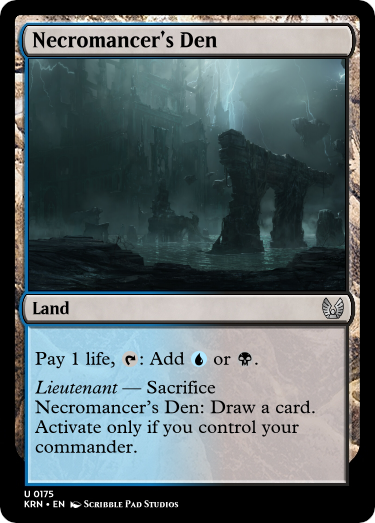 Necromancer's Den
Land
Pay 1 life, : Add or .
Lieutenant — Sacrifice
Necromancer's Den: Draw a card.
Activate only if you control your
commander.
U 0175
KRN • EN Scribble Pad Studios